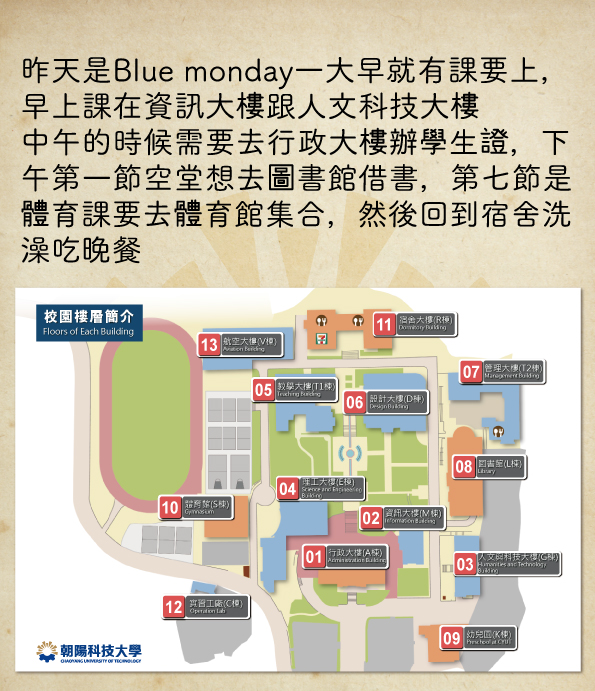 昨天是Blue monday一大早就有課要上,
早上課在資訊大樓跟人文科技大樓
中午的時候需要去行政大樓辦學生證, 下
午第一節空堂想去圖書館借書, 第七節是
體育課要去體育館集合, 然後回到宿舍洗
澡吃晚餐
校園樓層簡介
Floors of Each Building
11 宿舍大樓(R棟)
Dormitory Building
13 航空大樓(V棟)
Aviation Building
07 管理大樓(T2棟)
Management Building
05 教學大樓(T1棟)
Teaching Building
06 設計大樓(D棟)
Design Building
08 圖書館(L棟)
Library
04 理工大樓(E棟)
Science and Engineering
Building
10 體育館(S棟)
Gymnasium
02 資訊大樓(M棟)
Information Building
01 行政大樓(A棟)
Administration Building
03 人文與科技大樓(G棟)
Humanities and Technology
Building
12 實習工廠(C棟)
Operation Lab
09 幼兒園(K棟)
Preschool at CYUT
朝陽科技大學
CHAOYANG UNIVERSITY OF TECHNOLOGY